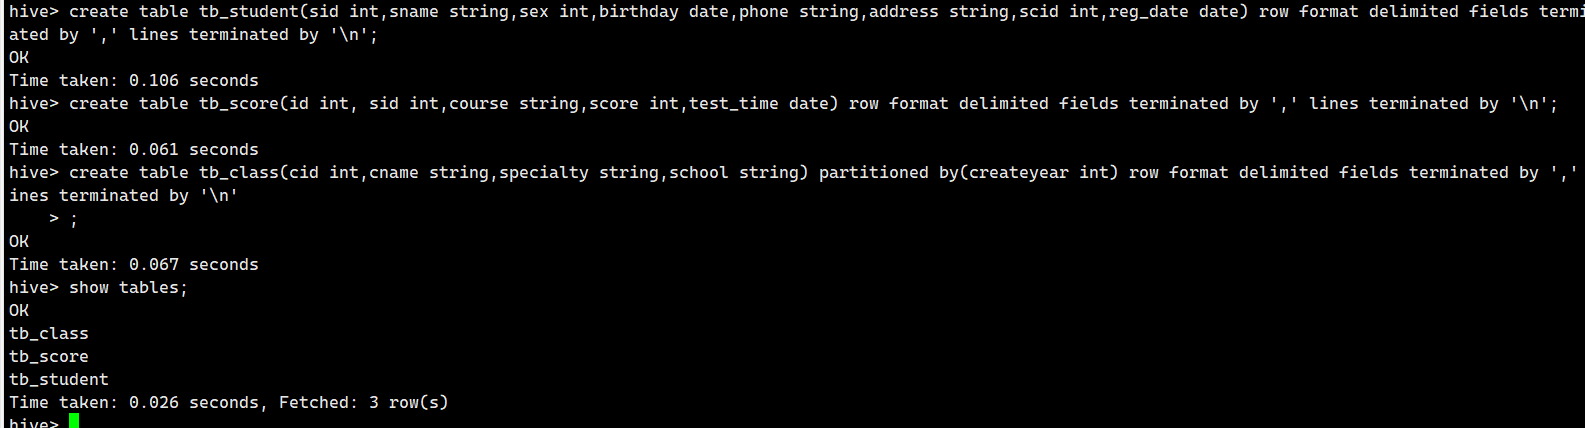 hive> create table tb_student(sid int,sname string,sex int,birthday date,phone string,address string,scid int,reg_date date) row format delimited fields termi
ated by ',' lines terminated by '\n';
OK
Time taken: 0.106 seconds
hive> create table tb_score(id int, sid int,course string,score int,test_time date) row format delimited fields terminated by ',' lines terminated by '\n';
OK
Time taken: 0.061 seconds
hive> create table tb_class(cid int,cname string,specialty string,school string) partitioned by(createyear int) row format delimited fields terminated by ','
ines terminated by '\n'
    > ;
OK
Time taken: 0.067 seconds
hive> show tables;
OK
tb_class
tb_score
tb_student
Time taken: 0.026 seconds, Fetched: 3 row(s)
hive>